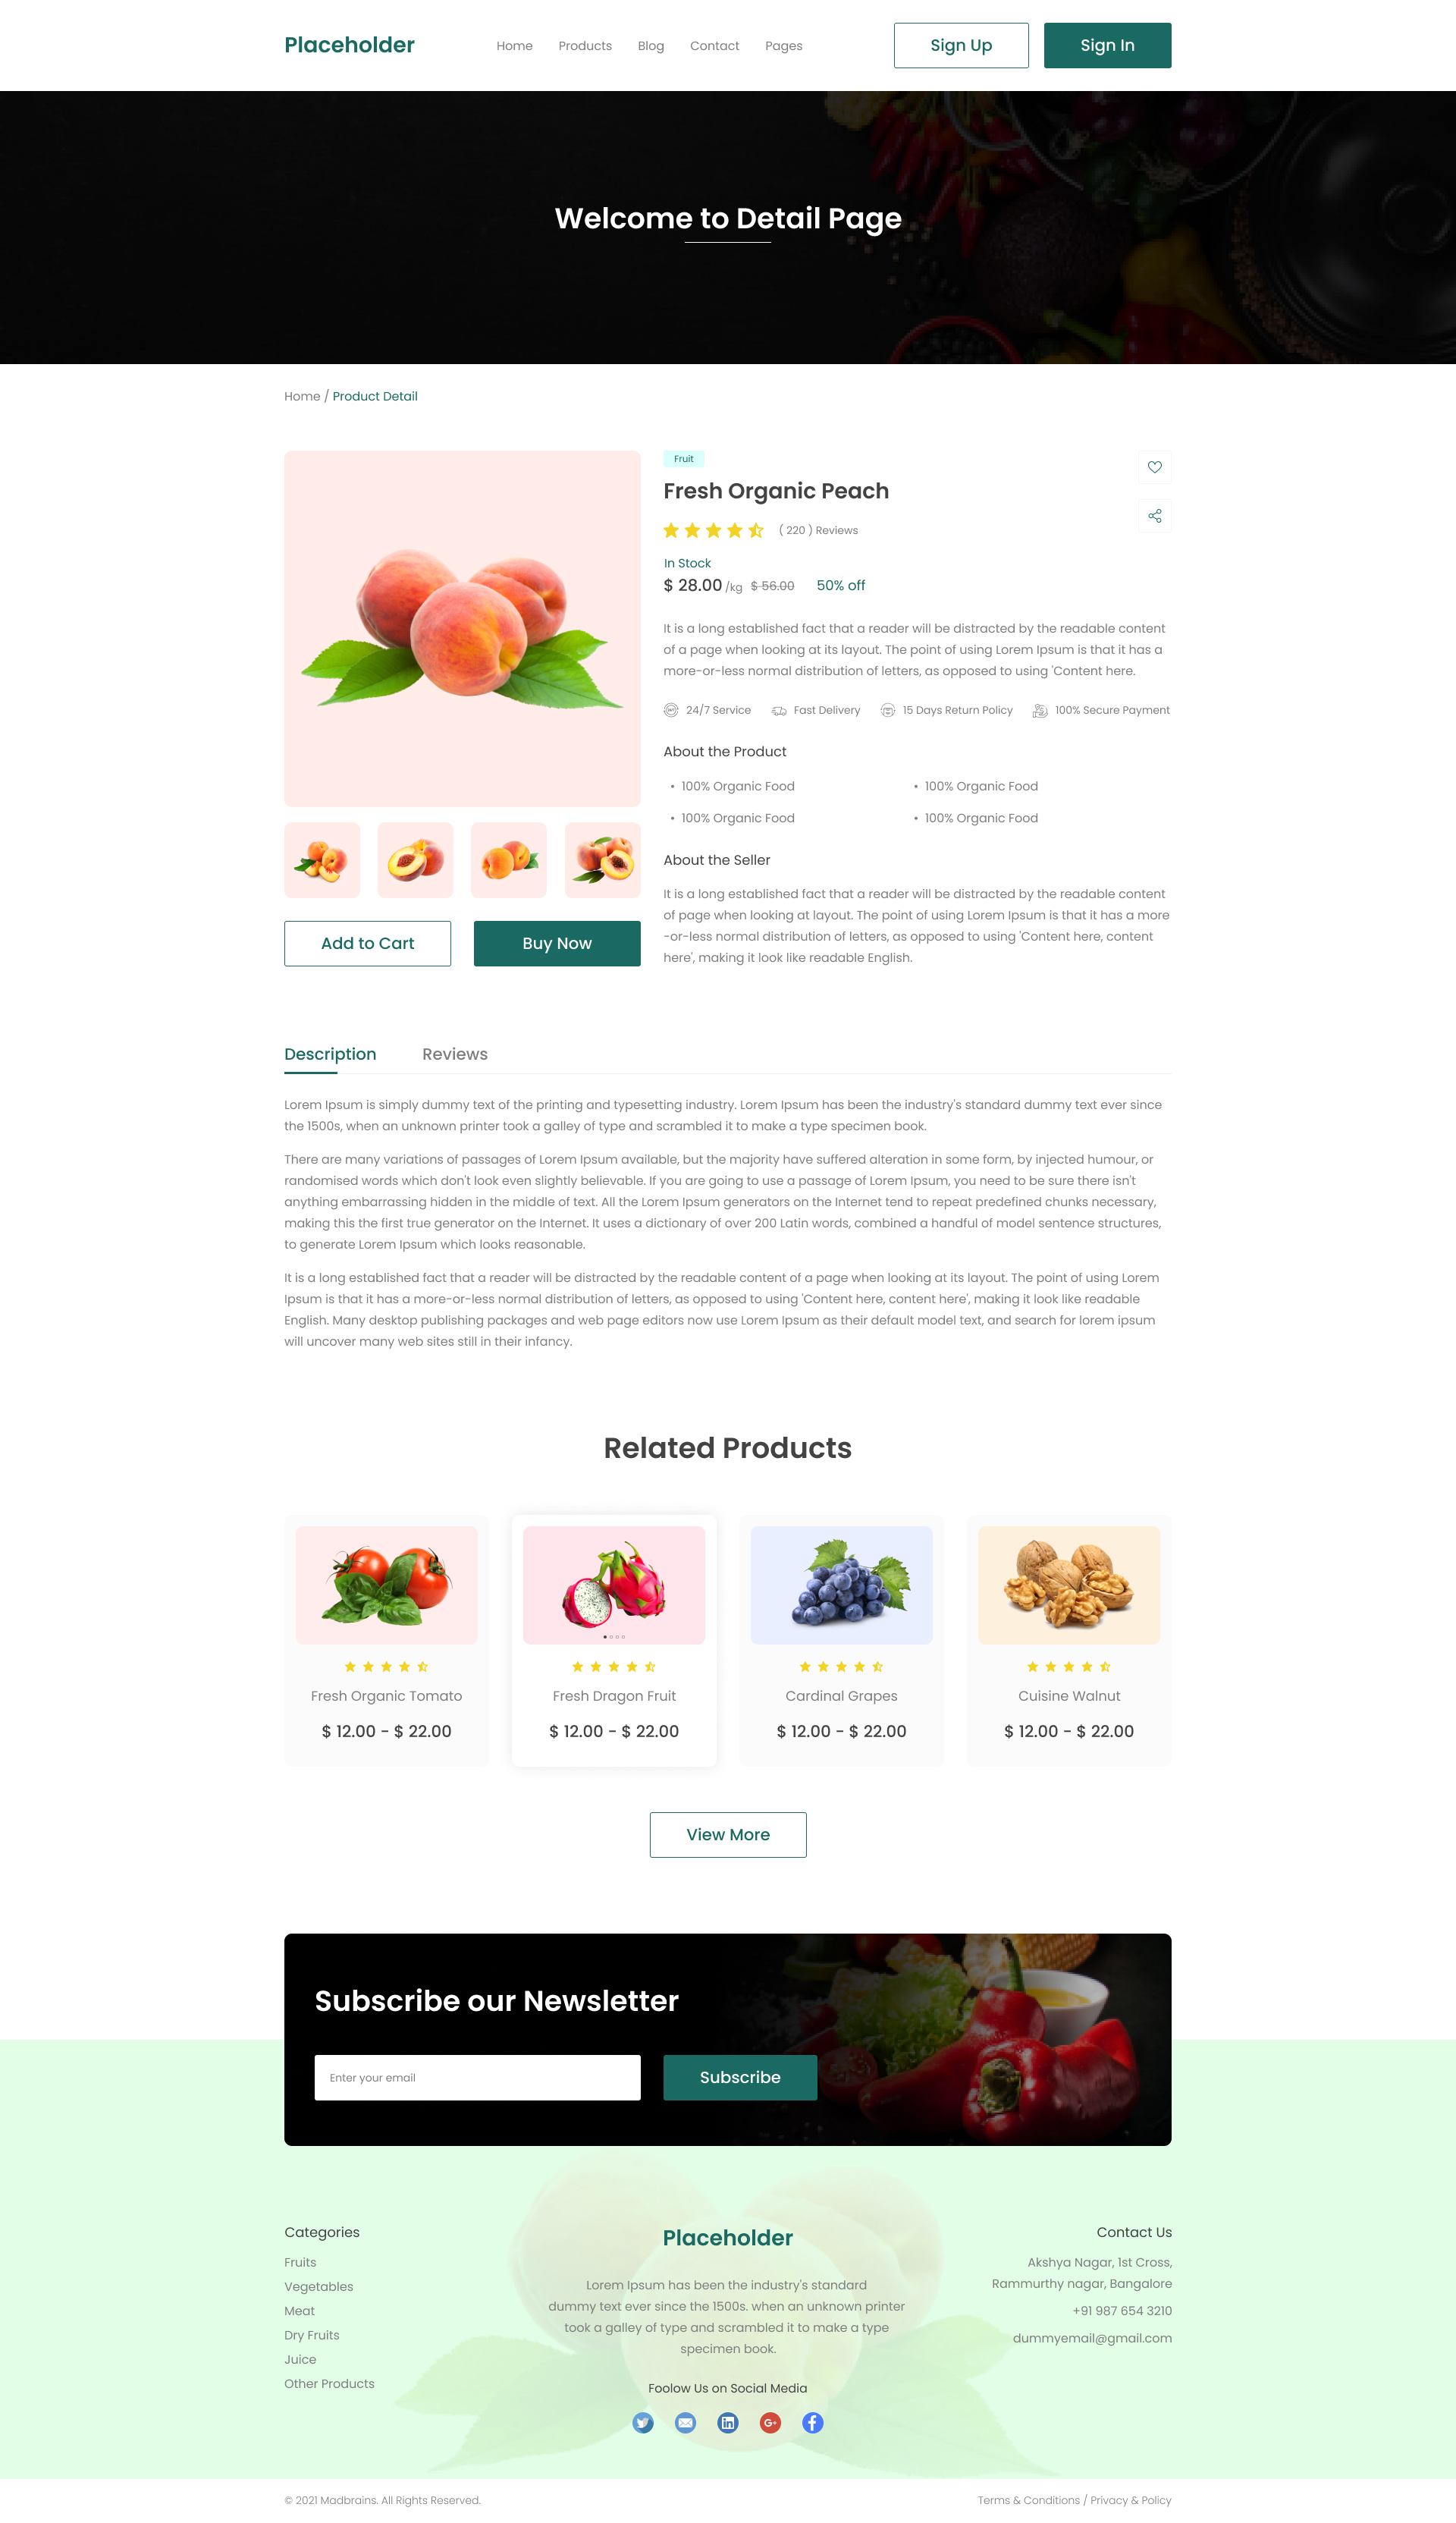 Placeholder
Home Products Blog Contact Pages
Sign Up Sign In
Welcome to Detail Page
Home / Product Detail
Fruit
Fresh Organic Peach
( 220 ) Reviews
In Stock
$ 28.00 /kg $ 56.00 50% off
It is a long established fact that a reader will be distracted by the readable content
of a page when looking at its layout. The point of using Lorem Ipsum is that it has a
more-or-less normal distribution of letters, as opposed to using 'Content here.
24/7 Service Fast Delivery 15 Days Return Policy 100% Secure Payment
About the Product
• 100% Organic Food • 100% Organic Food
• 100% Organic Food • 100% Organic Food
About the Seller
It is a long established fact that a reader will be distracted by the readable content
of page when looking at layout. The point of using Lorem Ipsum is that it has a more
-or-less normal distribution of letters, as opposed to using 'Content here, content
here', making it look like readable English.
Add to Cart Buy Now
Description Reviews
Lorem Ipsum is simply dummy text of the printing and typesetting industry. Lorem Ipsum has been the industry's standard dummy text ever since
the 1500s, when an unknown printer took a galley of type and scrambled it to make a type specimen book.
There are many variations of passages of Lorem Ipsum available, but the majority have suffered alteration in some form, by injected humour, or
randomised words which don't look even slightly believable. If you are going to use a passage of Lorem Ipsum, you need to be sure there isn't
anything embarrassing hidden in the middle of text. All the Lorem Ipsum generators on the Internet tend to repeat predefined chunks necessary,
making this the first true generator on the Internet. It uses a dictionary of over 200 Latin words, combined a handful of model sentence structures,
to generate Lorem Ipsum which looks reasonable.
It is a long established fact that a reader will be distracted by the readable content of a page when looking at its layout. The point of using Lorem
Ipsum is that it has a more-or-less normal distribution of letters, as opposed to using 'Content here, content here', making it look like readable
English. Many desktop publishing packages and web page editors now use Lorem Ipsum as their default model text, and search for lorem ipsum
will uncover many web sites still in their infancy.
Related Products
Fresh Organic Tomato
$ 12.00 - $ 22.00
Fresh Dragon Fruit
$ 12.00 - $ 22.00
Cardinal Grapes
$ 12.00 - $ 22.00
Cuisine Walnut
$ 12.00 - $ 22.00
View More
Subscribe our Newsletter
Enter your email
Subscribe
Categories
Fruits
Vegetables
Meat
Dry Fruits
Juice
Other Products
Placeholder
Lorem Ipsum has been the industry's standard
dummy text ever since the 1500s. when an unknown printer
took a galley of type and scrambled it to make a type
specimen book.
Foolow Us on Social Media
Contact Us
Akshya Nagar, 1st Cross,
Rammurthy nagar, Bangalore
+91 987 654 3210
dummyemail@gmail.com
© 2021 Madbrains. All Rights Reserved.
Terms & Conditions / Privacy & Policy